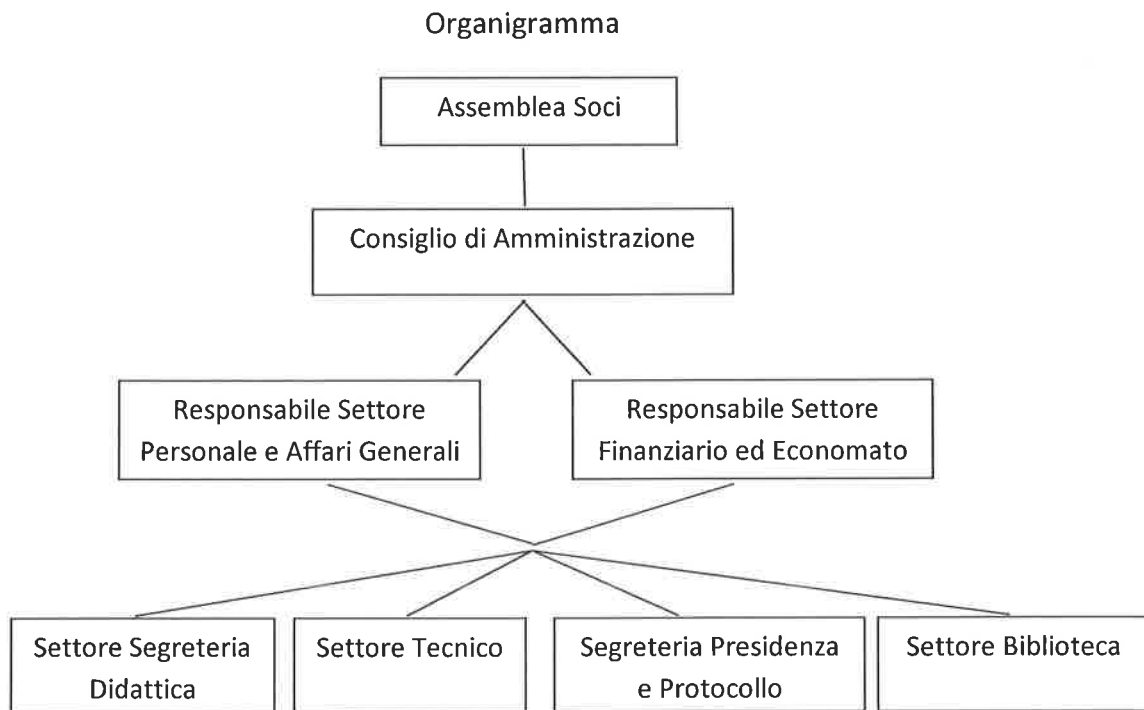 Organigramma
Assemblea Soci
Consiglio di Amministrazione
Responsabile Settore
Personale e Affari Generali
Responsabile Settore
Finanziario ed Economato
Settore Segreteria
Didattica
Settore Tecnico
Segreteria Presidenza
e Protocollo
Settore Biblioteca